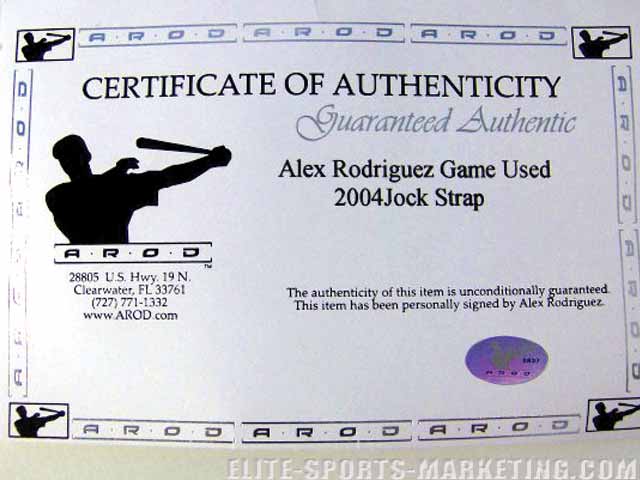 A·R·O·D A·R·O·D A·R·O·D
CERTIFICATE OF AUTHENTICITY
Guaranteed Authentic
Alex Rodriguez Game Used
2004Jock Strap
A·R·O·D™
28805 U.S. Hwy. 19 N.
Clearwater, FL 33761
(727) 771-1332
www.AROD.com
The authenticity of this item is unconditionally guaranteed.
This item has been personally signed by Alex Rodriguez.
A R O D
A·R·O·D A·R·O·D A·R·O·D
ELITE-SPORTS-MARKETING.COM